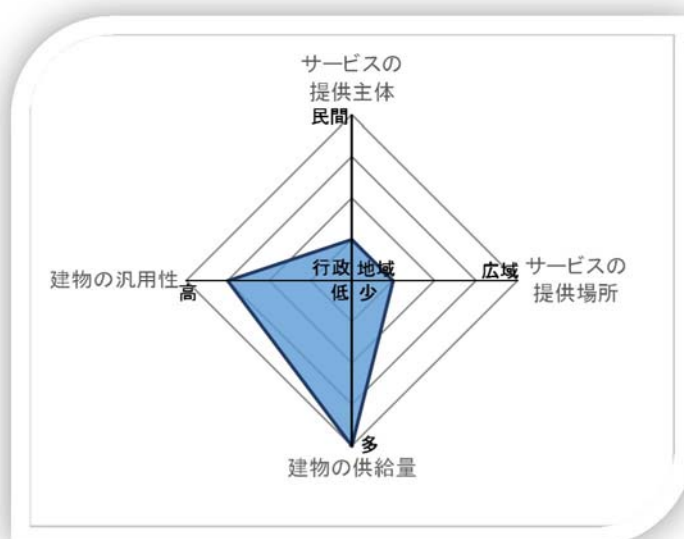 サービスの
提供主体
民間
建物の汎用性
高
行政
地域
低
少
広域
サービスの
提供場所
多
建物の供給量